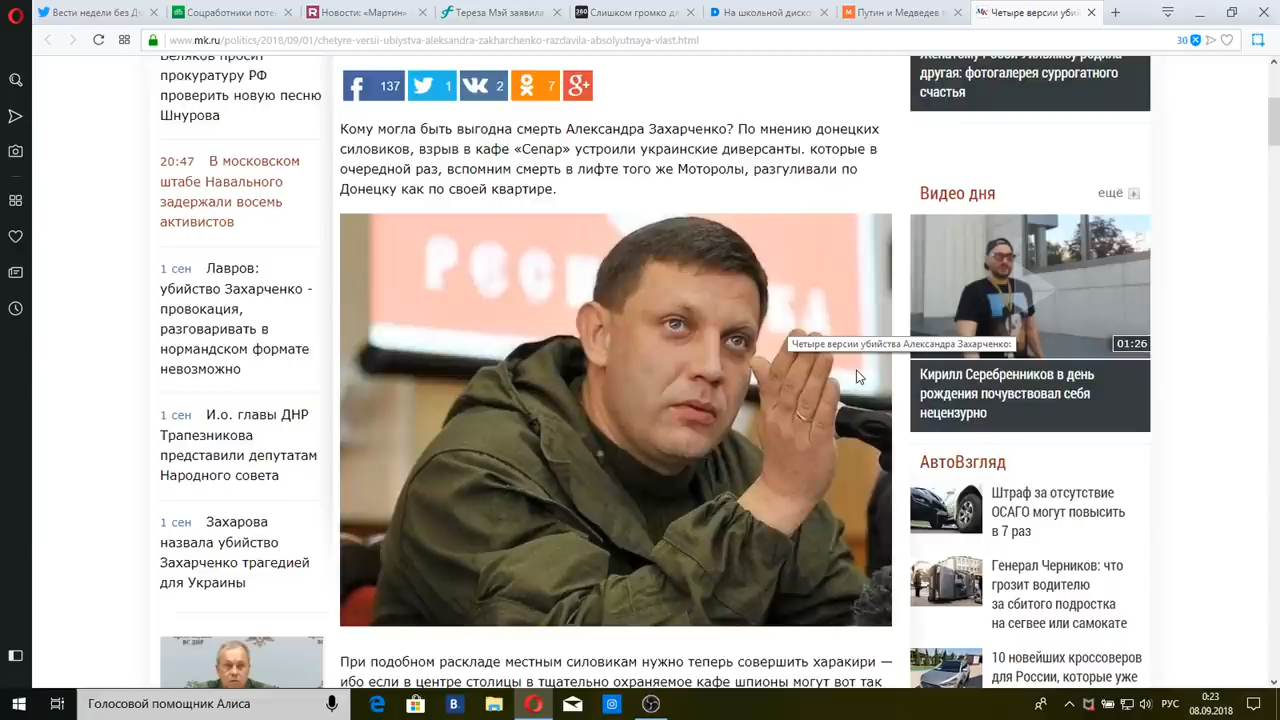 Вести недели без Д
Соцработники поте
Новости: «Мартин»
Тереза Мэй заявила
Слишком громко дл
На школьной диско
Путин и Медведев в
Четыре версии убий
www.mk.ru/politics/2018/09/01/chetyre-versii-ubiystva-aleksandra-zakharchenko-razdavila-absolyutnaya-vlast.html
30
прокуратуру РФ
проверить новую песню
Шнурова
20:47 В московском
штабе Навального
задержали восемь
активистов
1 сен Лавров:
убийство Захарченко -
провокация,
разговаривать в
нормандском формате
невозможно
1 сен И.о. главы ДНР
Трапезникова
представили депутатам
Народного совета
1 сен Захарова
назвала убийство
Захарченко трагедией
для Украины
137
1
2
7
Кому могла быть выгодна смерть Александра Захарченко? По мнению донецких
силовиков, взрыв в кафе «Сепар» устроили украинские диверсанты. которые в
очередной раз, вспомним смерть в лифте того же Моторолы, разгуливали по
Донецку как по своей квартире.
Четыре версии убийства Александра Захарченко:
При подобном раскладе местным силовикам нужно теперь совершить харакири —
ибо если в центре столицы в тщательно охраняемое кафе шпионы могут вот так
другая: фотогалерея суррогатного
счастья
Видео дня
ещё
01:26
Кирилл Серебренников в день
рождения почувствовал себя
нецензурно
АвтоВзгляд
Штраф за отсутствие
ОСАГО могут повысить
в 7 раз
Генерал Черников: что
грозит водителю
за сбитого подростка
на сегвее или самокате
10 новейших кроссоверов
для России, которые уже
Голосовой помощник Алиса
РУС
0:23
08.09.2018